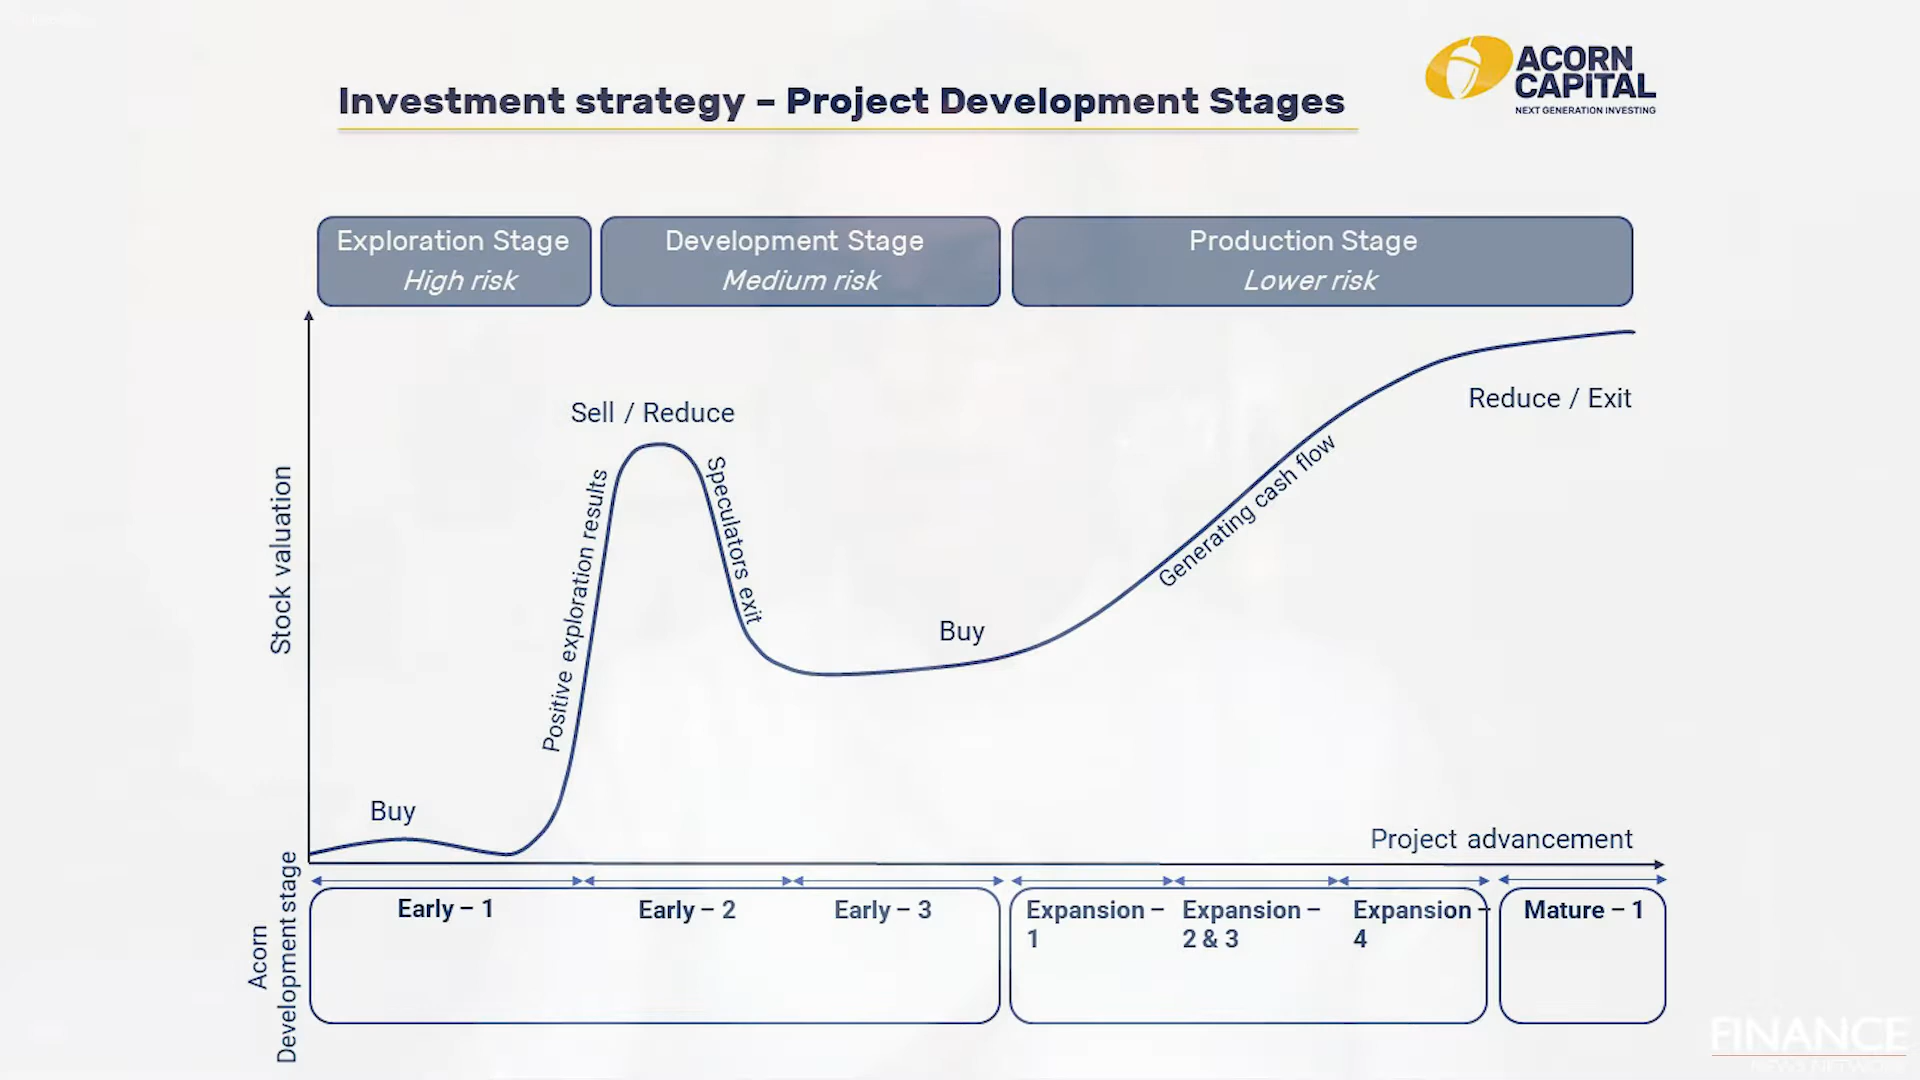 ACORN
CAPITAL
NEXT GENERATION INVESTING
Investment strategy – Project Development Stages
Exploration Stage
High risk
Development Stage
Medium risk
Production Stage
Lower risk
Stock valuation
Buy
Positive exploration results
Sell / Reduce
Speculators exit
Buy
Generating cash flow
Reduce / Exit
Project advancement
Acorn
Development stage
Early – 1
Early – 2
Early – 3
Expansion –
1
Expansion –
2 & 3
Expansion –
4
Mature – 1
FINANCE
NEWS NETWORK